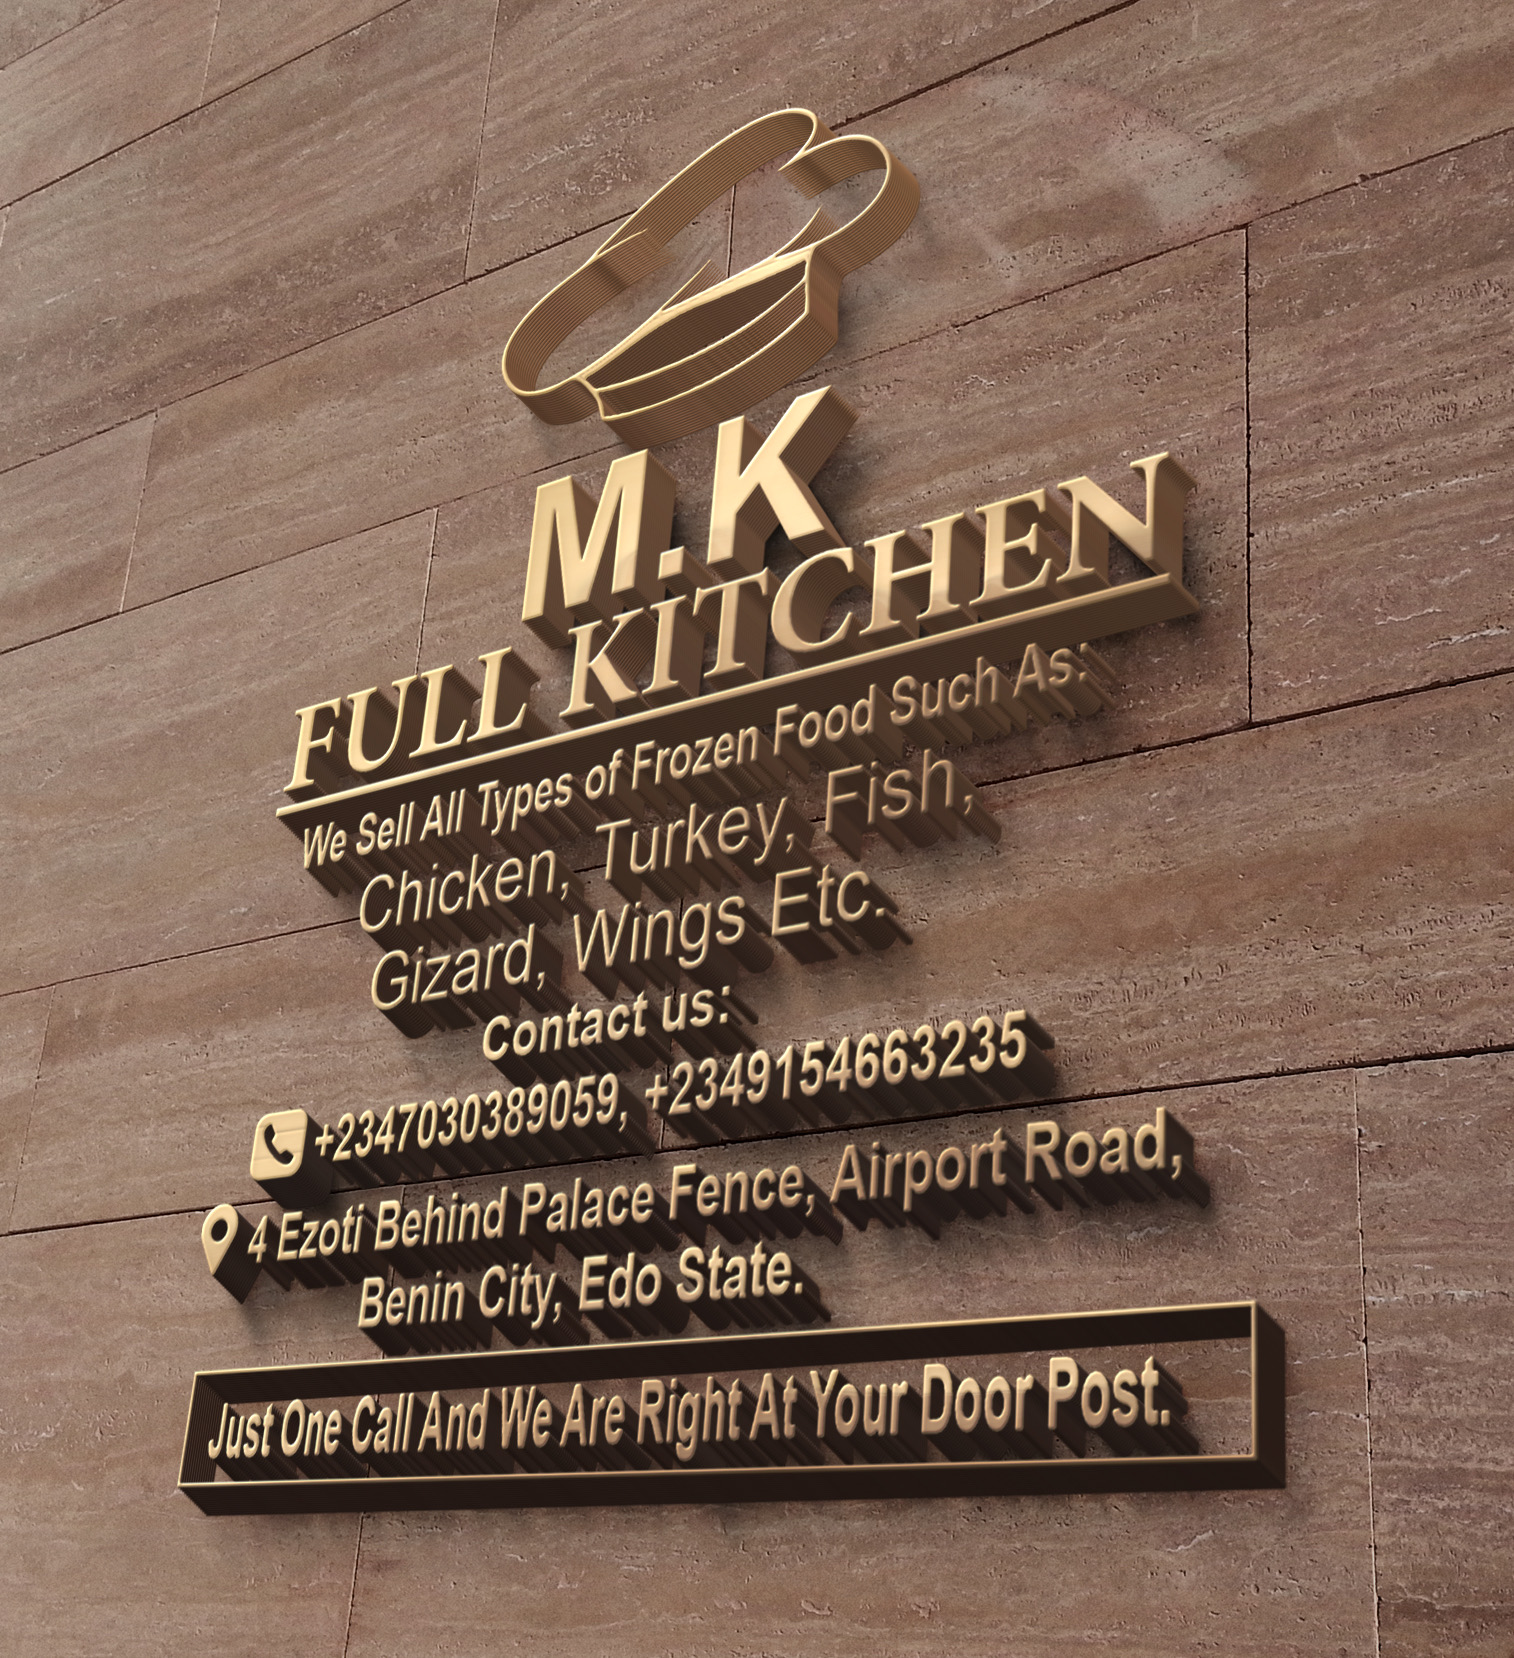 M.K
FULL KITCHEN
We Sell All Types of Frozen Food Such As:
Chicken, Turkey, Fish,
Gizard, Wings Etc.
Contact us:
+2347030389059, +2349154663235
4 Ezoti Behind Palace Fence, Airport Road,
Benin City, Edo State.
Just One Call And We Are Right At Your Door Post.